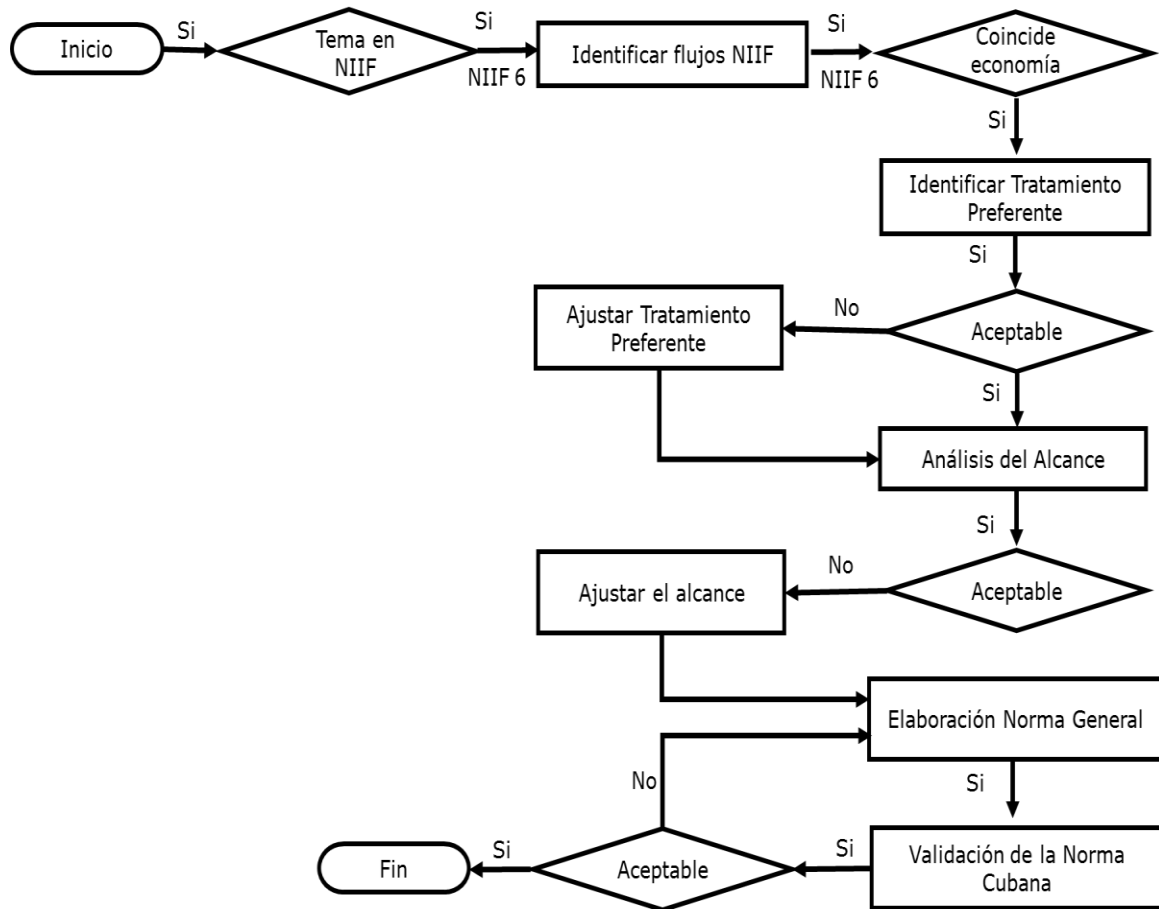 Inicio
Si
Tema en
NIIF
Si
NIIF 6
Identificar flujos NIIF
Si
NIIF 6
Coincide
economía
Si
Identificar Tratamiento
Preferente
Si
Aceptable
No
Ajustar Tratamiento
Preferente
Si
Análisis del Alcance
Si
Aceptable
No
Ajustar el alcance
Elaboración Norma General
Si
Validación de la Norma
Cubana
Si
Aceptable
No
Si
Fin